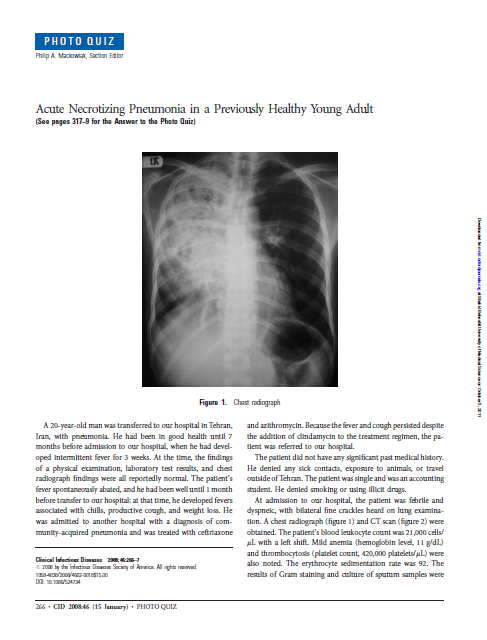 PHOTO QUIZ
Philip A. Mackowiak, Section Editor
Acute Necrotizing Pneumonia in a Previously Healthy Young Adult
(See pages 317–9 for the Answer to the Photo Quiz)
Figure 1. Chest radiograph
A 20-year-old man was transferred to our hospital in Tehran,
Iran, with pneumonia. He had been in good health until 7
months before admission to our hospital, when he had devel-
oped intermittent fever for 3 weeks. At the time, the findings
of a physical examination, laboratory test results, and chest
radiograph findings were all reportedly normal. The patient's
fever spontaneously abated, and he had been well until 1 month
before transfer to our hospital; at that time, he developed fevers
associated with chills, productive cough, and weight loss. He
was admitted to another hospital with a diagnosis of com-
munity-acquired pneumonia and was treated with ceftriaxone
Clinical Infectious Diseases 2008;46:266–7
© 2008 by the Infectious Diseases Society of America. All rights reserved.
1058-4838/2008/4602-0018$15.00
DOI: 10.1086/524734
and azithromycin. Because the fever and cough persisted despite
the addition of clindamycin to the treatment regimen, the pa-
tient was referred to our hospital.
The patient did not have any significant past medical history.
He denied any sick contacts, exposure to animals, or travel
outside of Tehran. The patient was single and was an accounting
student. He denied smoking or using illicit drugs.
At admission to our hospital, the patient was febrile and
dyspneic, with bilateral fine crackles heard on lung examina-
tion. A chest radiograph (figure 1) and CT scan (figure 2) were
obtained. The patient's blood leukocyte count was 21,000 cells/
μL with a left shift. Mild anemia (hemoglobin level, 11 g/dL)
and thrombocytosis (platelet count, 420,000 platelets/μL) were
also noted. The erythrocyte sedimentation rate was 92. The
results of Gram staining and culture of sputum samples were
266 • CID 2008:46 (15 January) • PHOTO QUIZ